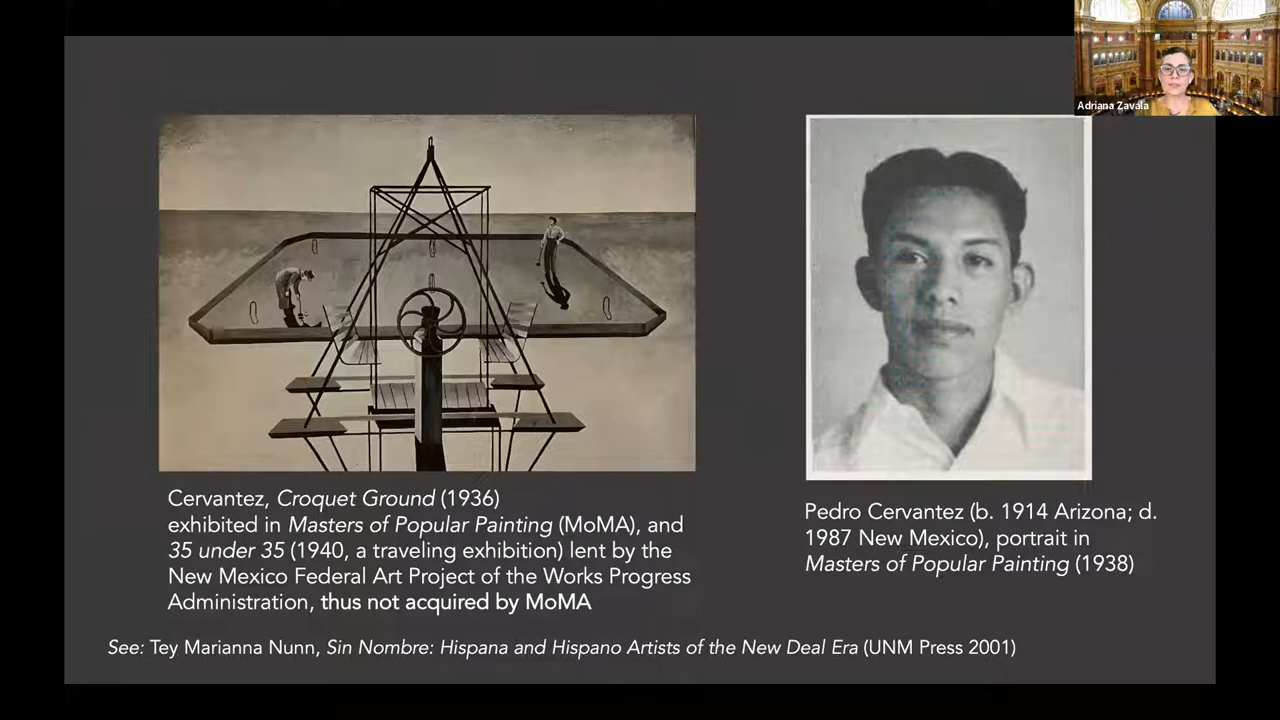 Adriana Zavala
Cervantez, Croquet Ground (1936)
exhibited in Masters of Popular Painting (MoMA), and
35 under 35 (1940, a traveling exhibition) lent by the
New Mexico Federal Art Project of the Works Progress
Administration, thus not acquired by MoMA
Pedro Cervantez (b. 1914 Arizona; d.
1987 New Mexico), portrait in
Masters of Popular Painting (1938)
See: Tey Marianna Nunn, Sin Nombre: Hispana and Hispano Artists of the New Deal Era (UNM Press 2001)